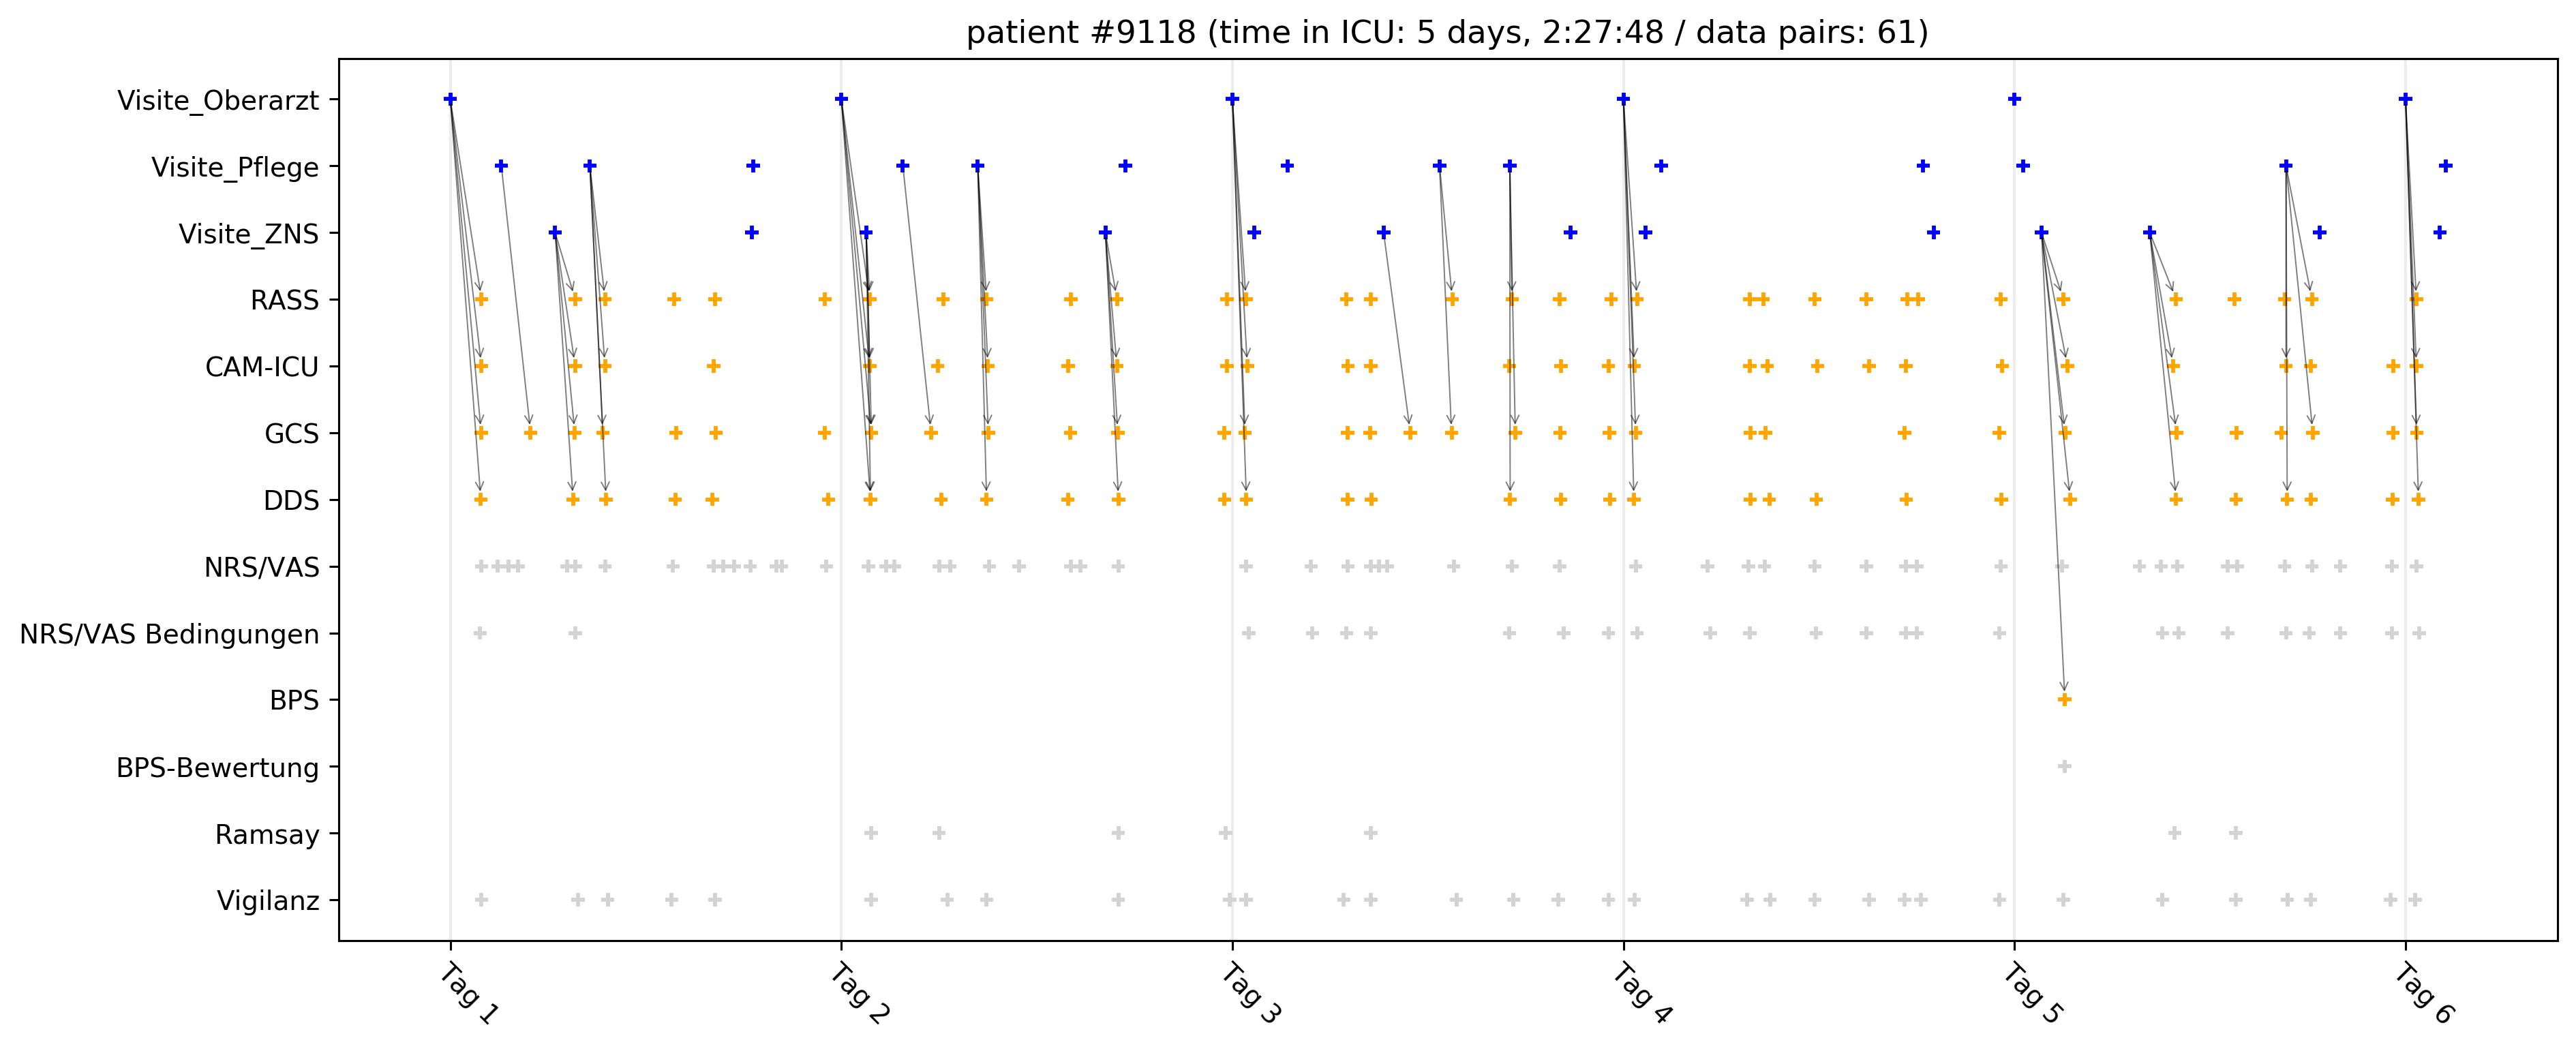 patient #9118 (time in ICU: 5 days, 2:27:48 / data pairs: 61)
Visite_Oberarzt
Visite_Pflege
Visite_ZNS
RASS
CAM-ICU
GCS
DDS
NRS/VAS
NRS/VAS Bedingungen
BPS
BPS-Bewertung
Ramsay
Vigilanz
Tag 1
Tag 2
Tag 3
Tag 4
Tag 5
Tag 6